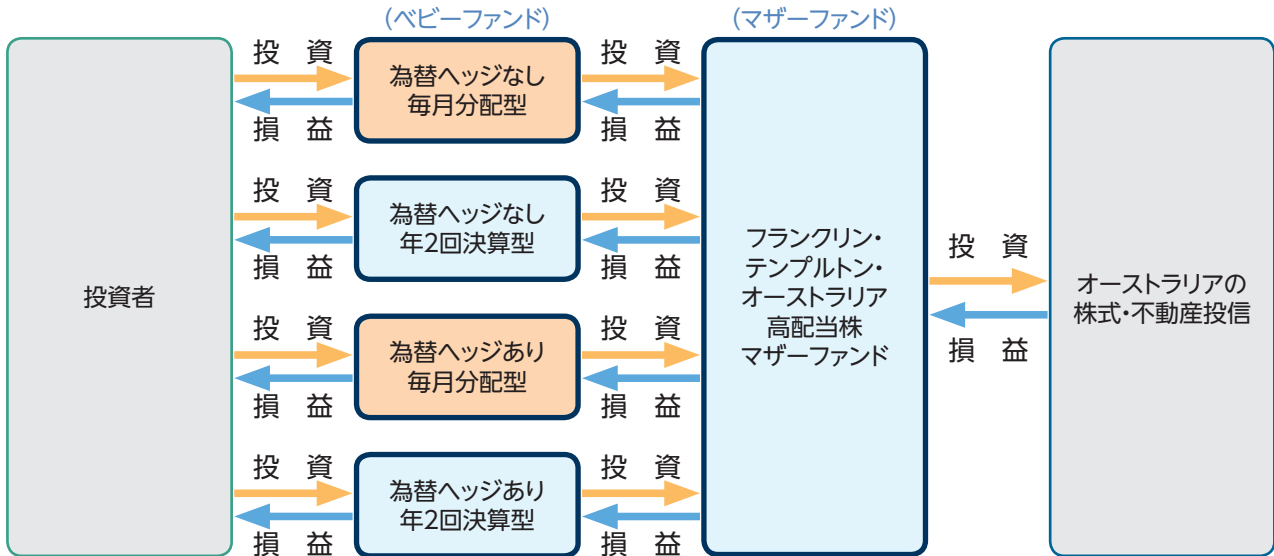 (ベビーファンド)
(マザーファンド)
投資者
投 資
為替ヘッジなし
毎月分配型
損 益
投 資
損 益
投 資
為替ヘッジなし
年2回決算型
損 益
投 資
損 益
投 資
為替ヘッジあり
毎月分配型
損 益
投 資
損 益
投 資
為替ヘッジあり
年2回決算型
損 益
投 資
損 益
フランクリン・
テンプルトン・
オーストラリア
高配当株
マザーファンド
投 資
損 益
オーストラリアの
株式・不動産投信